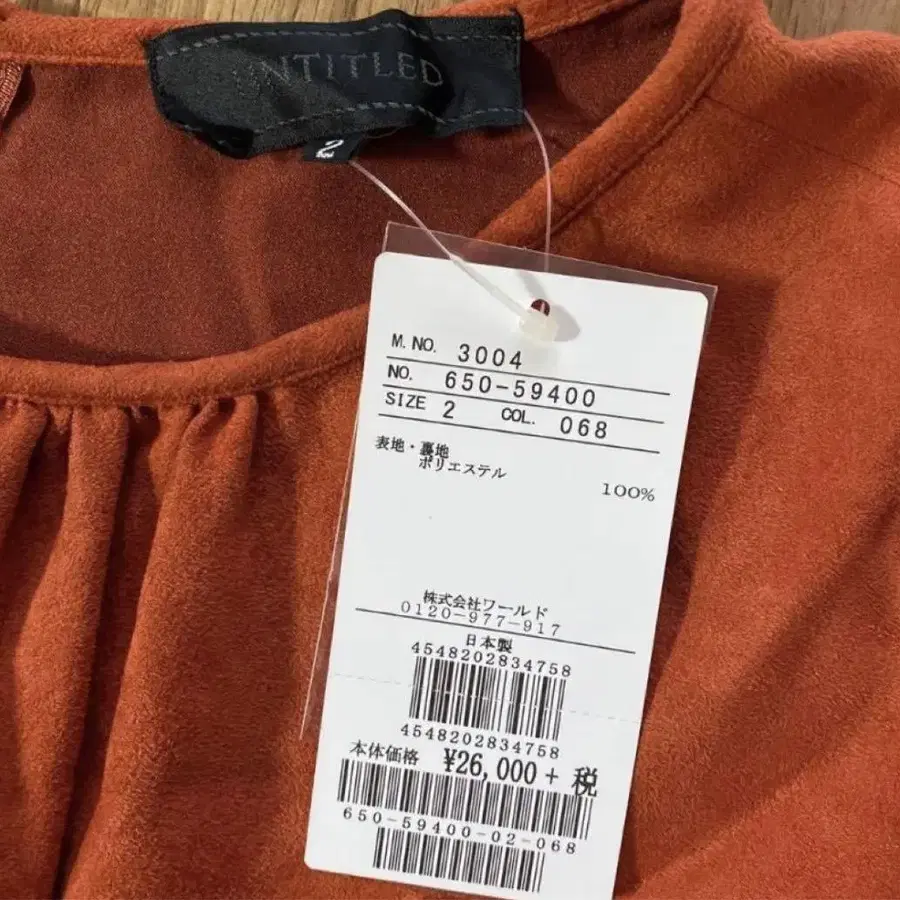 UNTITLED
2
M. NO. 3004
NO. 650-59400
SIZE 2 COL. 068
表地・裏地
ポリエステル
100%
株式会社ワールド
0120-977-917
日本製
4548202834758
4548202834758
本体価格 ¥26,000+税
650-59400-02-068